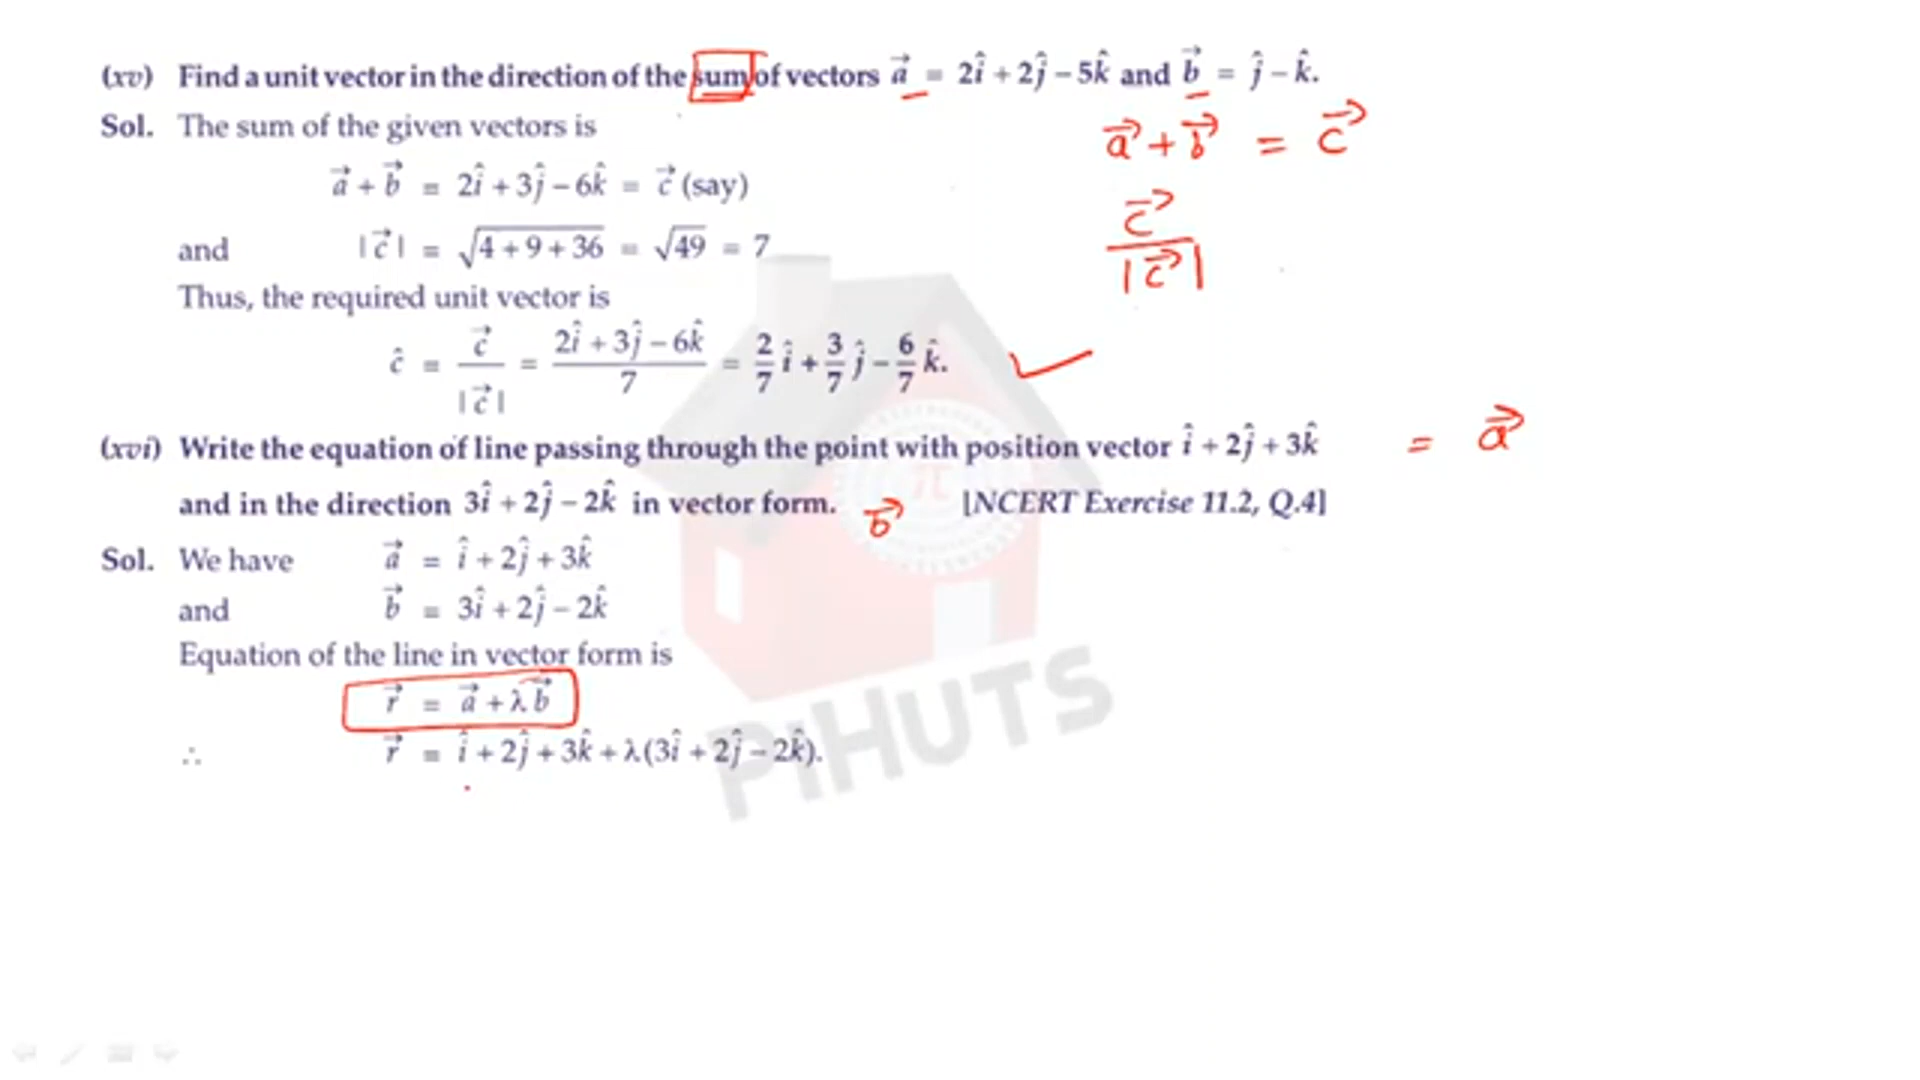 (xv) Find a unit vector in the direction of the sum of vectors a⃗ = 2î + 2ĵ − 5k̂ and b⃗ = ĵ − k̂.
Sol. The sum of the given vectors is
a⃗ + b⃗ = c⃗
a⃗ + b⃗ = 2î + 3ĵ − 6k̂ = c⃗ (say)
c⃗ / |c⃗|
and |c⃗| = √(4 + 9 + 36) = √49 = 7
Thus, the required unit vector is
ĉ = c⃗ / |c⃗| = (2î + 3ĵ − 6k̂) / 7 = 2/7 î + 3/7 ĵ − 6/7 k̂.
(xvi) Write the equation of line passing through the point with position vector î + 2ĵ + 3k̂ = a⃗
and in the direction 3î + 2ĵ − 2k̂ in vector form. b⃗ [NCERT Exercise 11.2, Q.4]
Sol. We have a⃗ = î + 2ĵ + 3k̂
and b⃗ = 3î + 2ĵ − 2k̂
Equation of the line in vector form is
r⃗ = a⃗ + λb⃗
∴ r⃗ = î + 2ĵ + 3k̂ + λ(3î + 2ĵ − 2k̂).
π
PiHUTS